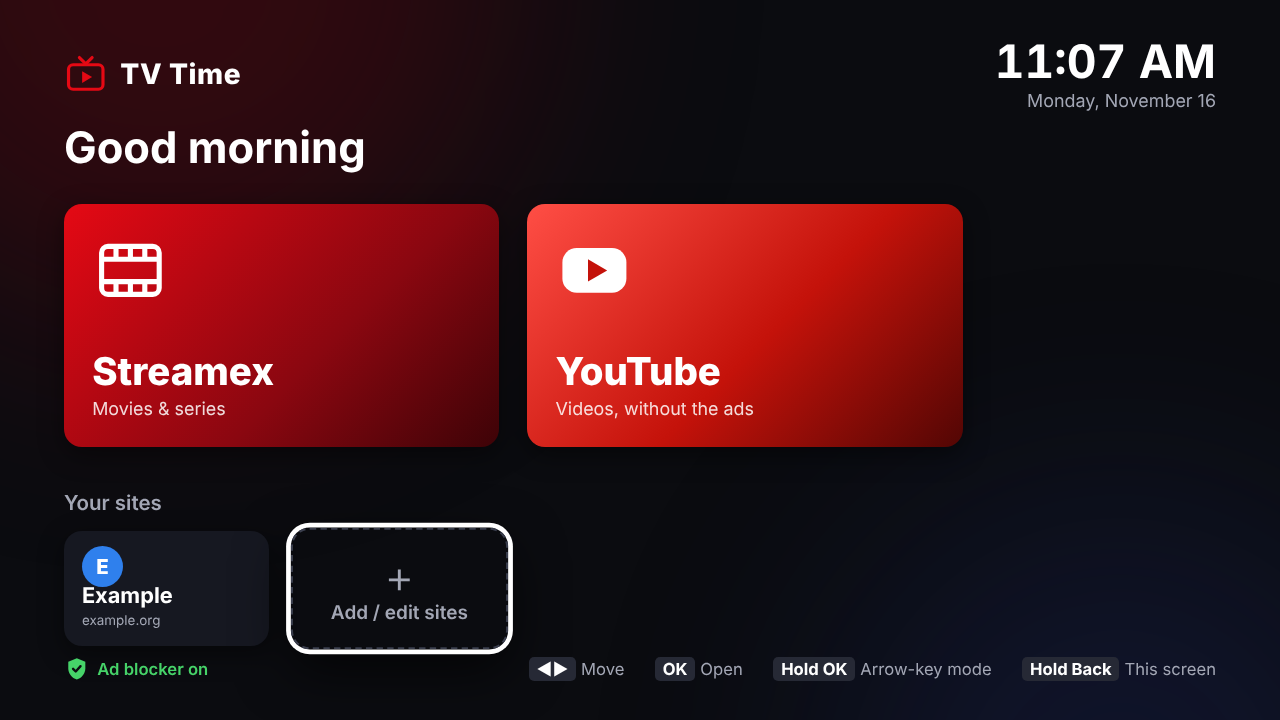 TV Time
11:07 AM
Monday, November 16
Good morning
Streamex
Movies & series
YouTube
Videos, without the ads
Your sites
E
Example
example.org
+
Add / edit sites
Ad blocker on
◀▶ Move OK Open Hold OK Arrow-key mode Hold Back This screen